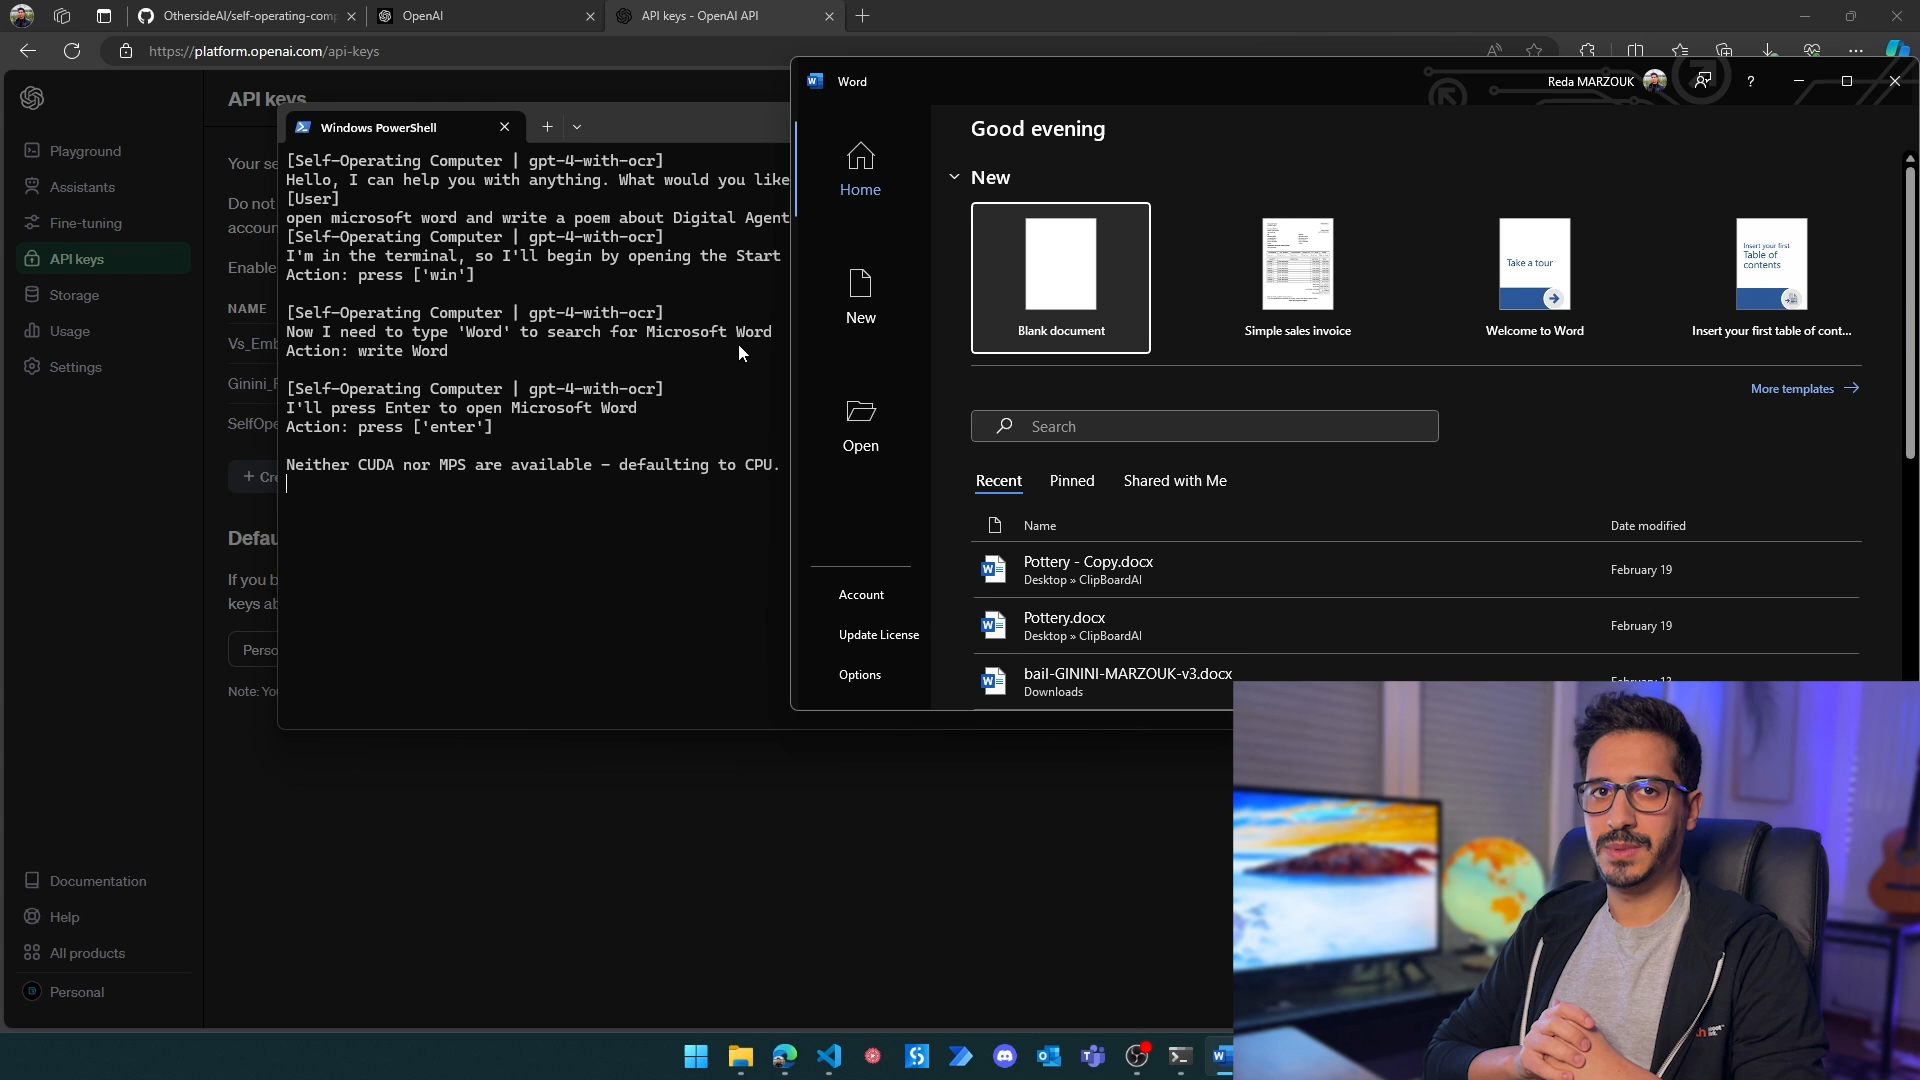 OthersideAI/self-operating-comp
OpenAI
API keys - OpenAI API
https://platform.openai.com/api-keys
Playground
Assistants
Fine-tuning
API keys
Storage
Usage
Settings
Documentation
Help
All products
Personal
API keys
Your se
Do not
accoun
Enable
NAME
Vs_Emb
Ginini_
SelfOpe
+ Cre
Defau
If you b
keys ab
Perso
Note: You
Windows PowerShell
[Self-Operating Computer | gpt-4-with-ocr]
Hello, I can help you with anything. What would you like
[User]
open microsoft word and write a poem about Digital Agent
[Self-Operating Computer | gpt-4-with-ocr]
I'm in the terminal, so I'll begin by opening the Start
Action: press ['win']
[Self-Operating Computer | gpt-4-with-ocr]
Now I need to type 'Word' to search for Microsoft Word
Action: write Word
[Self-Operating Computer | gpt-4-with-ocr]
I'll press Enter to open Microsoft Word
Action: press ['enter']
Neither CUDA nor MPS are available - defaulting to CPU.
Word
Reda MARZOUK
?
Home
New
Open
Account
Update License
Options
Good evening
New
Blank document
Simple sales invoice
Take a tour
Welcome to Word
Insert your first
Table of
contents
Insert your first table of cont...
More templates
Search
Recent Pinned Shared with Me
Name Date modified
Pottery - Copy.docx
Desktop » ClipBoardAI
February 19
Pottery.docx
Desktop » ClipBoardAI
February 19
bail-GININI-MARZOUK-v3.docx
Downloads